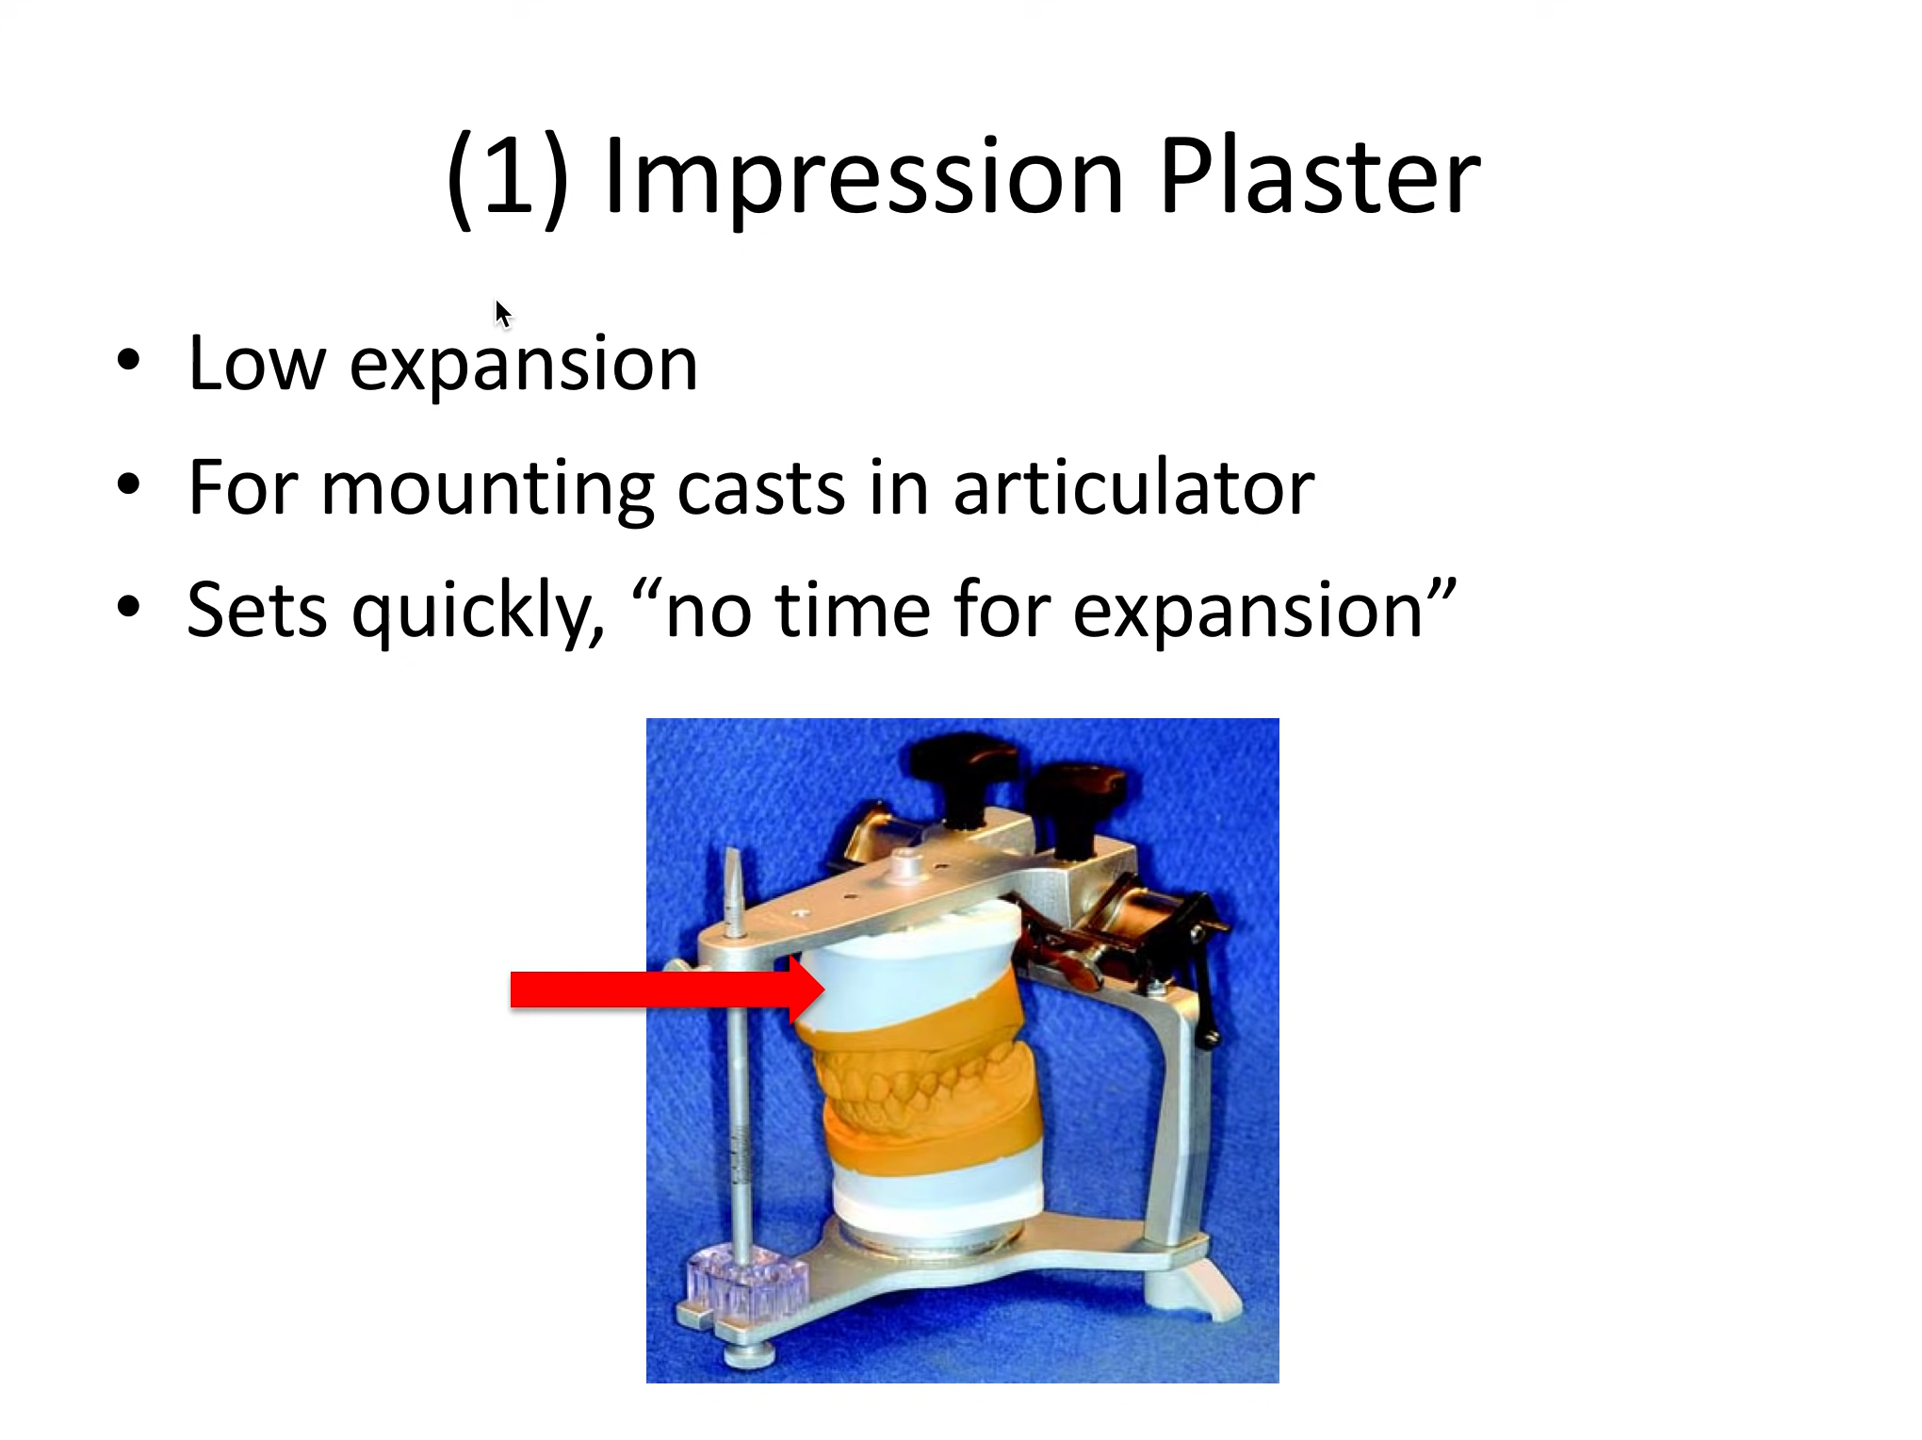 (1) Impression Plaster
• Low expansion
• For mounting casts in articulator
• Sets quickly, “no time for expansion”